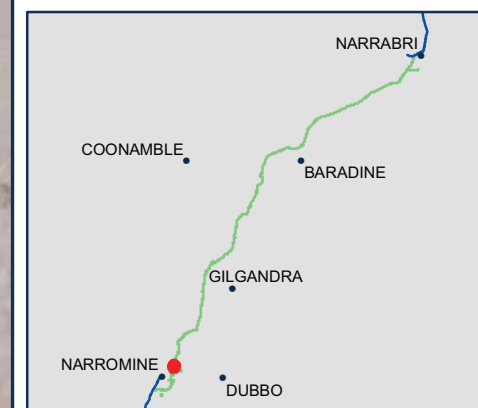 NARRABRI
COONAMBLE
BARADINE
GILGANDRA
NARROMINE
DUBBO